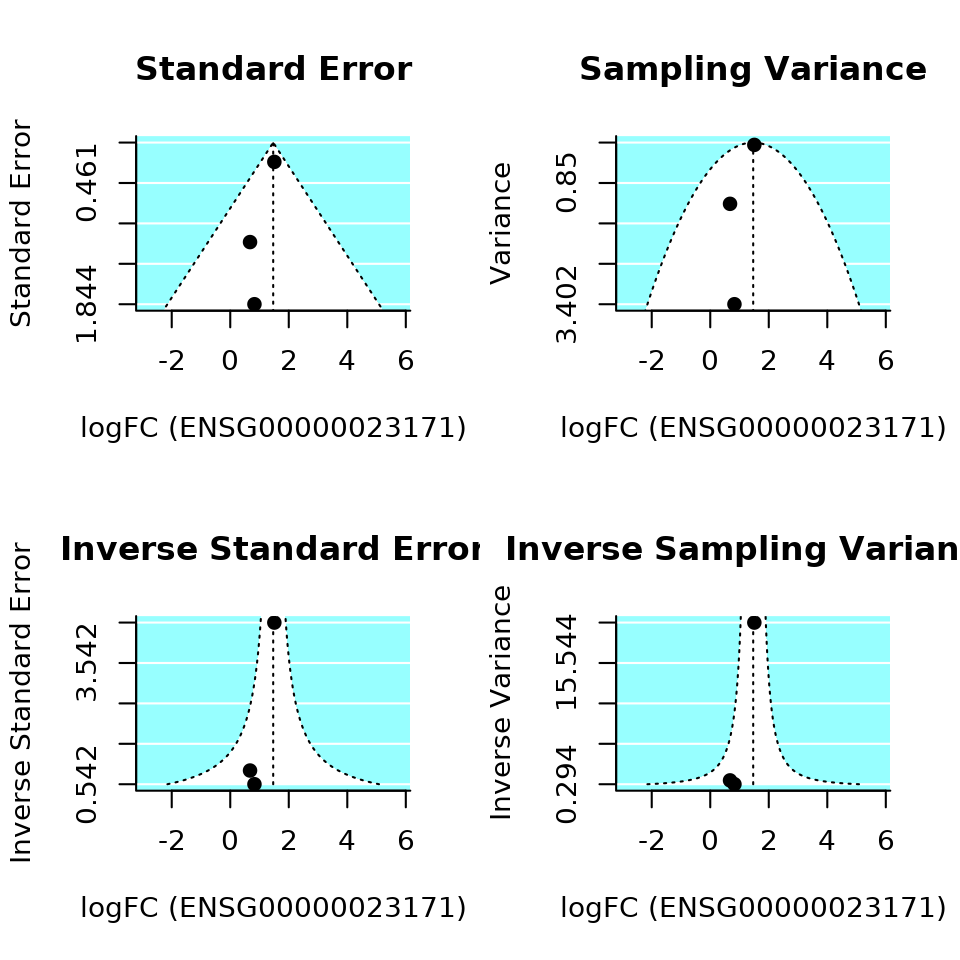 Standard Error
Standard Error
0.461
1.844
-2 0 2 4 6
logFC (ENSG00000023171)
Sampling Variance
Variance
0.85
3.402
-2 0 2 4 6
logFC (ENSG00000023171)
Inverse Standard Error
Inverse Standard Error
3.542
0.542
-2 0 2 4 6
logFC (ENSG00000023171)
Inverse Sampling Varian
Inverse Variance
15.544
0.294
-2 0 2 4 6
logFC (ENSG00000023171)